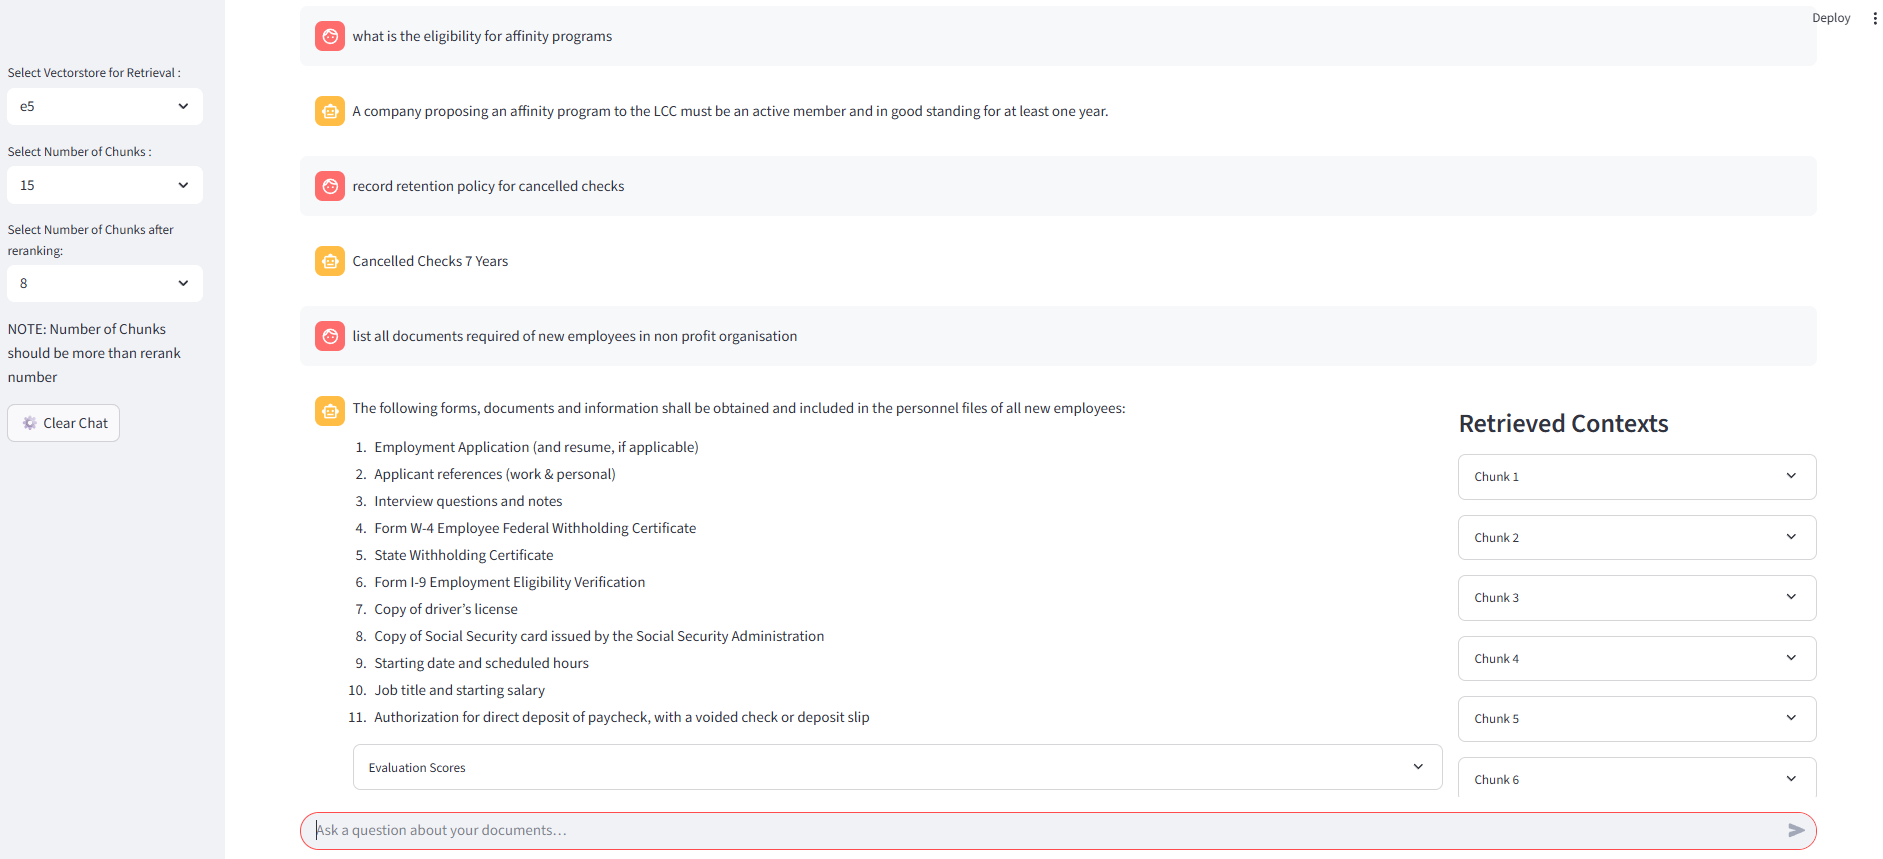 Deploy
Select Vectorstore for Retrieval :
e5
Select Number of Chunks :
15
Select Number of Chunks after
reranking:
8
NOTE: Number of Chunks
should be more than rerank
number
Clear Chat
what is the eligibility for affinity programs
A company proposing an affinity program to the LCC must be an active member and in good standing for at least one year.
record retention policy for cancelled checks
Cancelled Checks 7 Years
list all documents required of new employees in non profit organisation
The following forms, documents and information shall be obtained and included in the personnel files of all new employees:
1. Employment Application (and resume, if applicable)
2. Applicant references (work & personal)
3. Interview questions and notes
4. Form W-4 Employee Federal Withholding Certificate
5. State Withholding Certificate
6. Form I-9 Employment Eligibility Verification
7. Copy of driver’s license
8. Copy of Social Security card issued by the Social Security Administration
9. Starting date and scheduled hours
10. Job title and starting salary
11. Authorization for direct deposit of paycheck, with a voided check or deposit slip
Evaluation Scores
Retrieved Contexts
Chunk 1
Chunk 2
Chunk 3
Chunk 4
Chunk 5
Chunk 6
Ask a question about your documents...